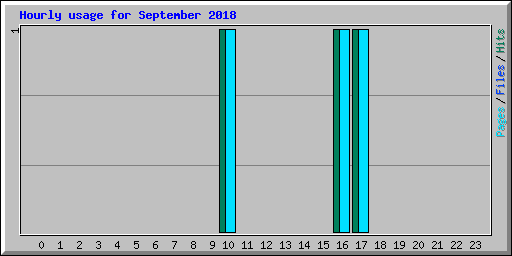 Hourly usage for September 2018
1
Pages/Files/Hits
0 1 2 3 4 5 6 7 8 9 10 11 12 13 14 15 16 17 18 19 20 21 22 23